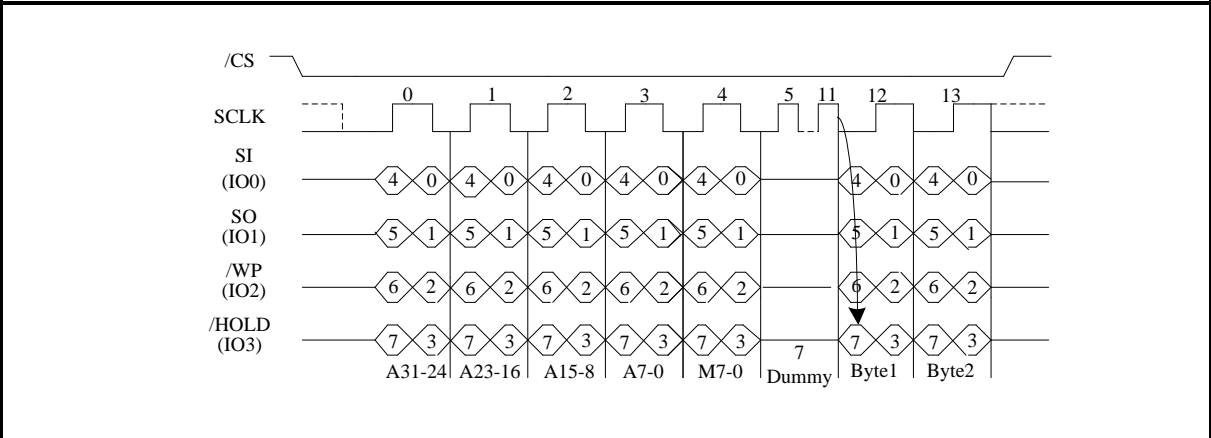 /CS
0 1 2 3 4 5 11 12 13
SCLK
SI
(IO0)
4 0 4 0 4 0 4 0 4 0 4 0 4 0
SO
(IO1)
5 1 5 1 5 1 5 1 5 1 5 1 5 1
/WP
(IO2)
6 2 6 2 6 2 6 2 6 2 6 2 6 2
/HOLD
(IO3)
7 3 7 3 7 3 7 3 7 3 7 7 3 7 3
A31-24 A23-16 A15-8 A7-0 M7-0 Dummy Byte1 Byte2